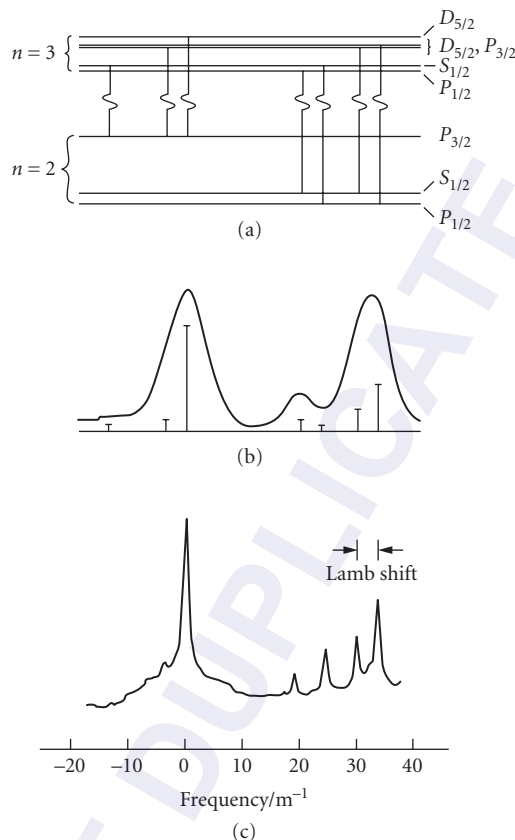 D5/2
n = 3
D5/2, P3/2
S1/2
P1/2
P3/2
n = 2
S1/2
P1/2
(a)
(b)
Lamb shift
−20 −10 0 10 20 30 40
Frequency/m−1
(c)
DUPLICATE